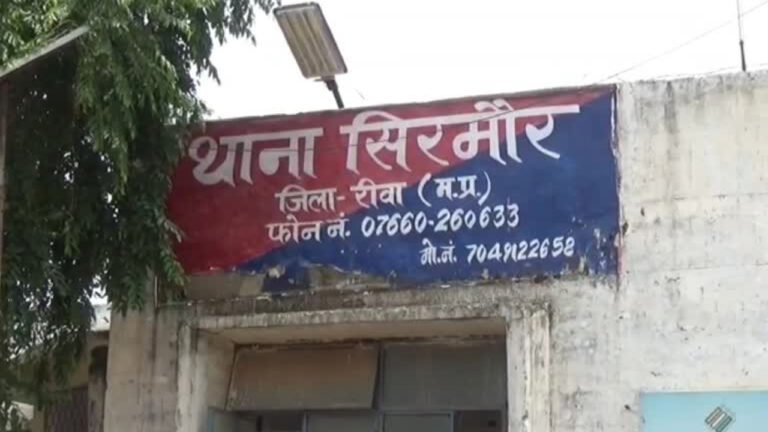 थाना सिरमौर
जिला-रीवा (म.प्र.)
फोन नं. 07660-260633
मो.नं. 7049122658